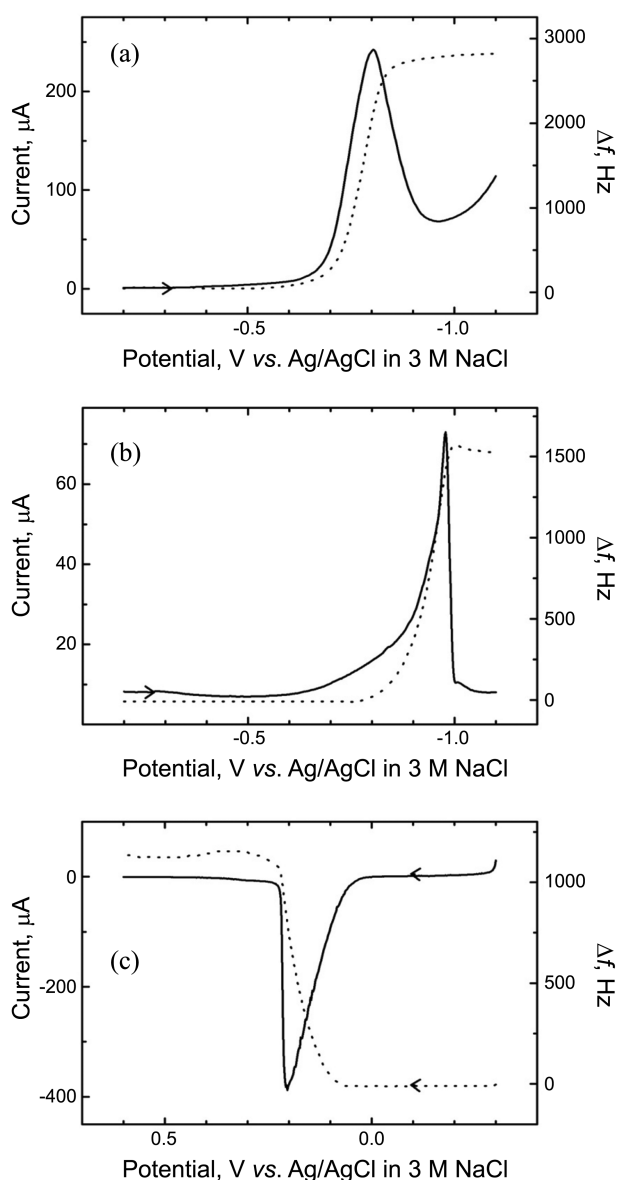 (a)
3000
200
2000
Current, μA
Δf, Hz
100
1000
0
0
-0.5
-1.0
Potential, V vs. Ag/AgCl in 3 M NaCl
(b)
1500
60
1000
Current, μA
Δf, Hz
40
500
20
0
-0.5
-1.0
Potential, V vs. Ag/AgCl in 3 M NaCl
0
1000
(c)
Current, μA
Δf, Hz
-200
500
-400
0
0.5
0.0
Potential, V vs. Ag/AgCl in 3 M NaCl